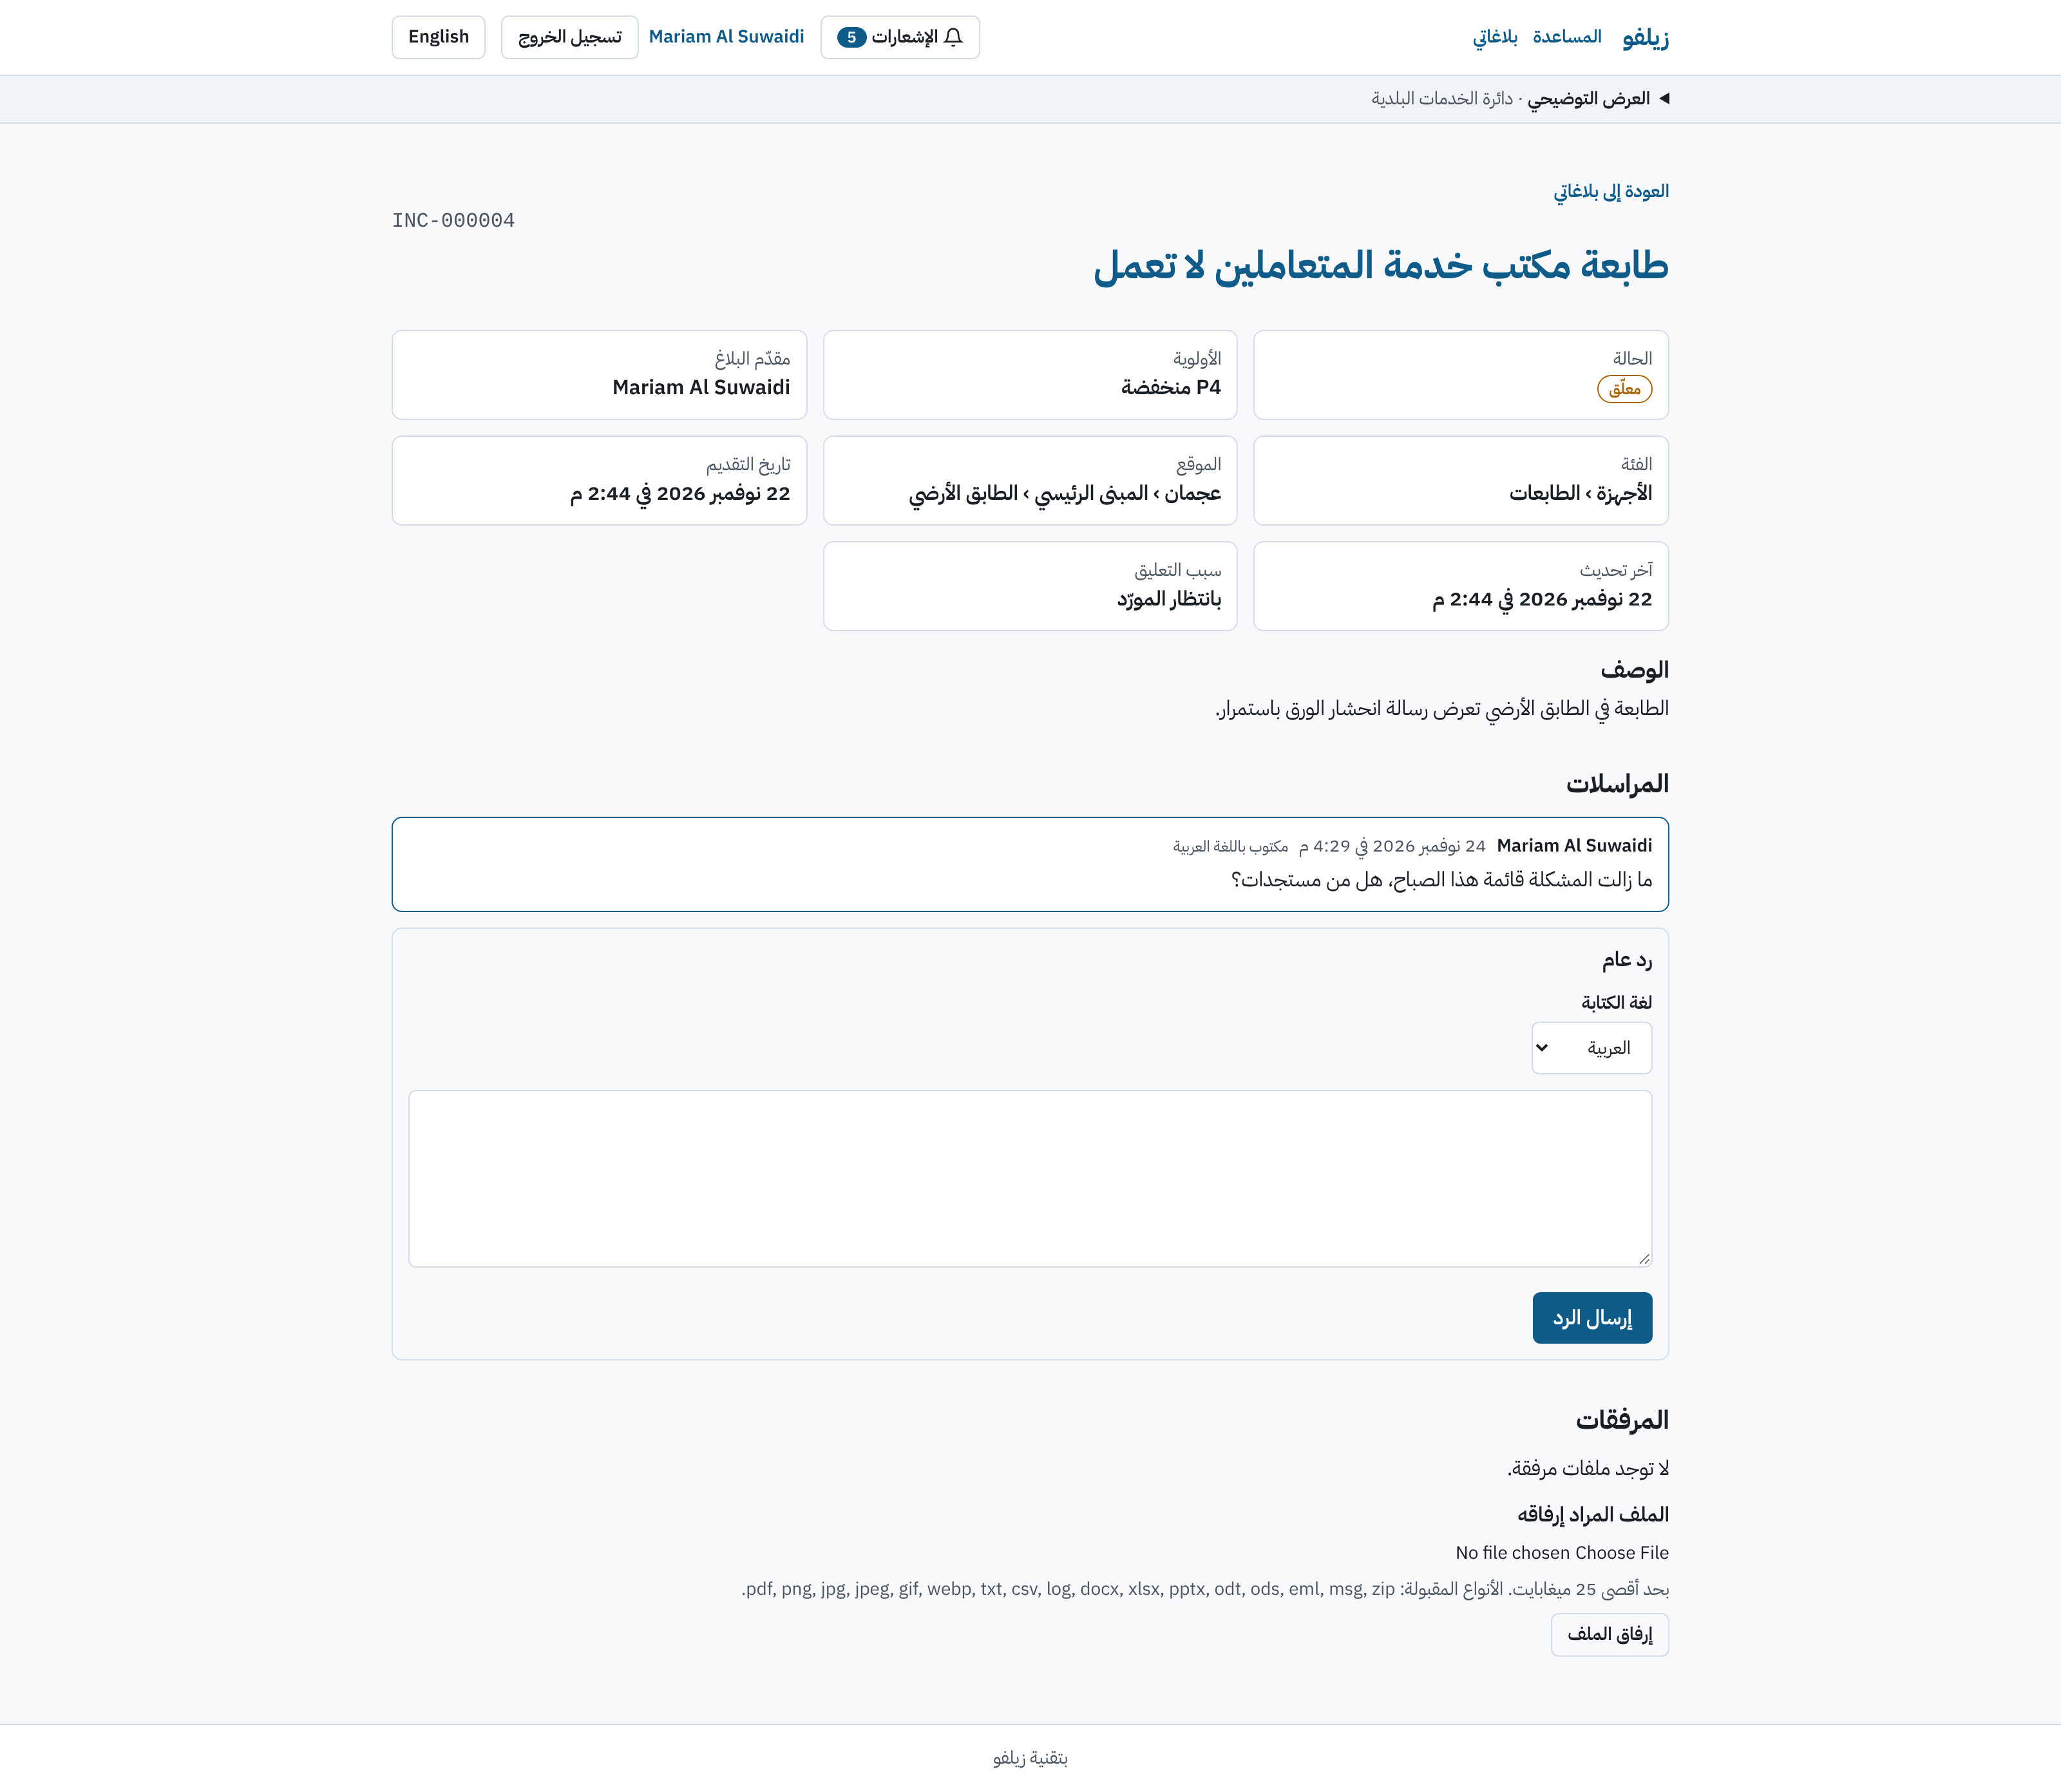 زيلفو
المساعدة
بلاغاتي
الإشعارات 5
Mariam Al Suwaidi
تسجيل الخروج
English
العرض التوضيحي · دائرة الخدمات البلدية
العودة إلى بلاغاتي
INC-000004
طابعة مكتب خدمة المتعاملين لا تعمل
الحالة
معلّق
الأولوية
P4 منخفضة
مقدّم البلاغ
Mariam Al Suwaidi
الفئة
الأجهزة › الطابعات
الموقع
عجمان › المبنى الرئيسي › الطابق الأرضي
تاريخ التقديم
22 نوفمبر 2026 في 2:44 م
آخر تحديث
22 نوفمبر 2026 في 2:44 م
سبب التعليق
بانتظار المورّد
الوصف
الطابعة في الطابق الأرضي تعرض رسالة انحشار الورق باستمرار.
المراسلات
Mariam Al Suwaidi 24 نوفمبر 2026 في 4:29 م مكتوب باللغة العربية
ما زالت المشكلة قائمة هذا الصباح، هل من مستجدات؟
رد عام
لغة الكتابة
العربية
إرسال الرد
المرفقات
لا توجد ملفات مرفقة.
الملف المراد إرفاقه
Choose File No file chosen
بحد أقصى 25 ميغابايت. الأنواع المقبولة: pdf, png, jpg, jpeg, gif, webp, txt, csv, log, docx, xlsx, pptx, odt, ods, eml, msg, zip.
إرفاق الملف
بتقنية زيلفو